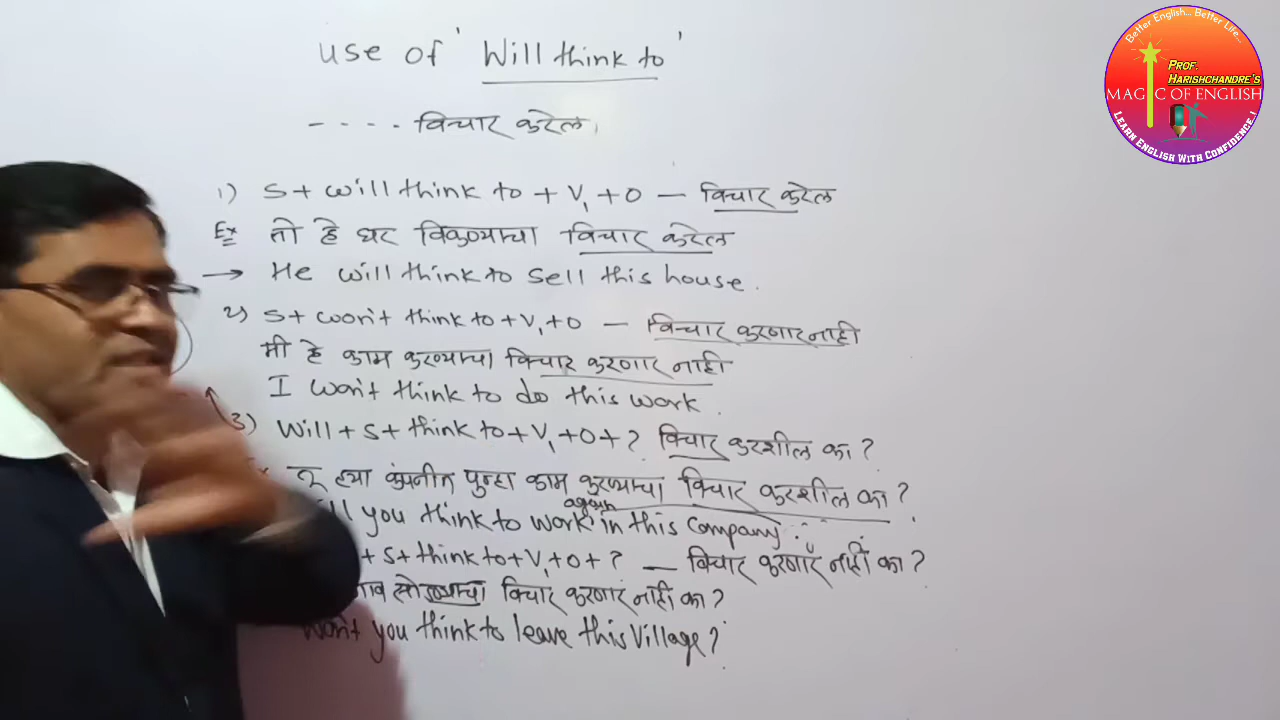 use of 'Will think to'
- - - - विचार करेल.
1) S + will think to + V1 + O — विचार करेल
Ex तो हे घर विकण्याचा विचार करेल
→ He will think to sell this house.
2) S + won't think to + V1 + O — विचार करणार नाही
मी हे काम करण्याचा विचार करणार नाही
I won't think to do this work.
3) Will + S + think to + V1 + O + ? विचार करशील का?
तू ह्या कंपनीत पुन्हा काम करण्याचा विचार करशील का?
again
you think to work in this company.
+ S + think to + V1 + O + ? — विचार करणार नाही का?
सोडण्याचा विचार करणार नाही का?
Won't you think to leave this Village?
Better English... Better Life...
PROF. HARISHCHANDRE'S
MAGIC OF ENGLISH
LEARN ENGLISH WITH CONFIDENCE.!